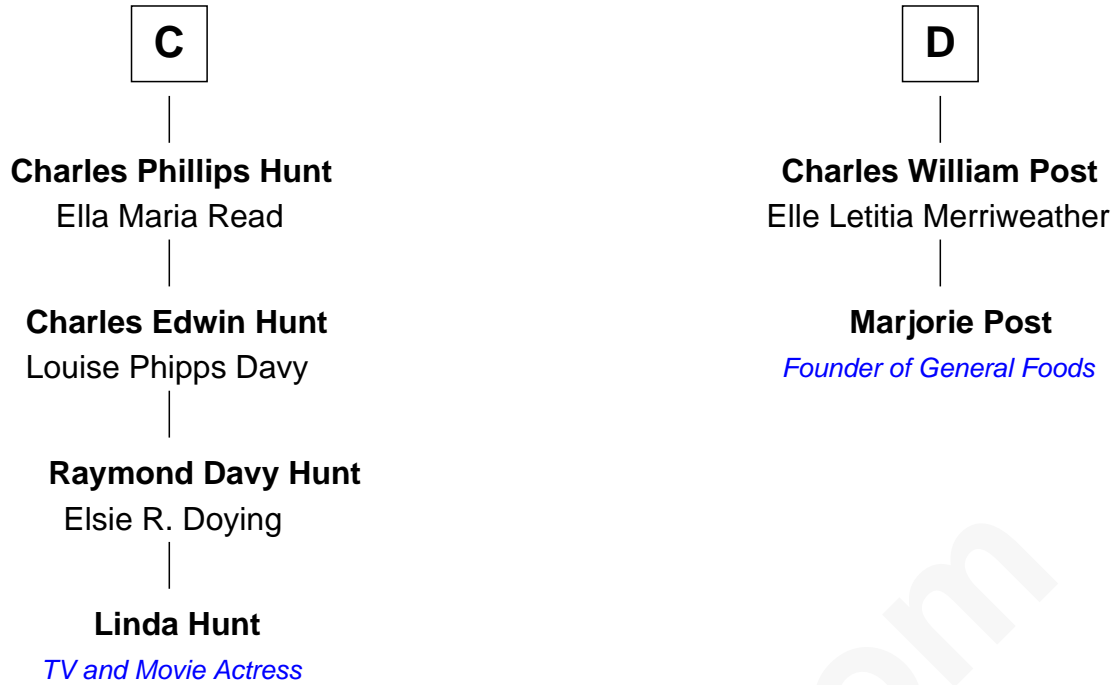 C
Charles Phillips Hunt
Ella Maria Read
Charles Edwin Hunt
Louise Phipps Davy
Raymond Davy Hunt
Elsie R. Doying
Linda Hunt
TV and Movie Actress
D
Charles William Post
Elle Letitia Merriweather
Marjorie Post
Founder of General Foods